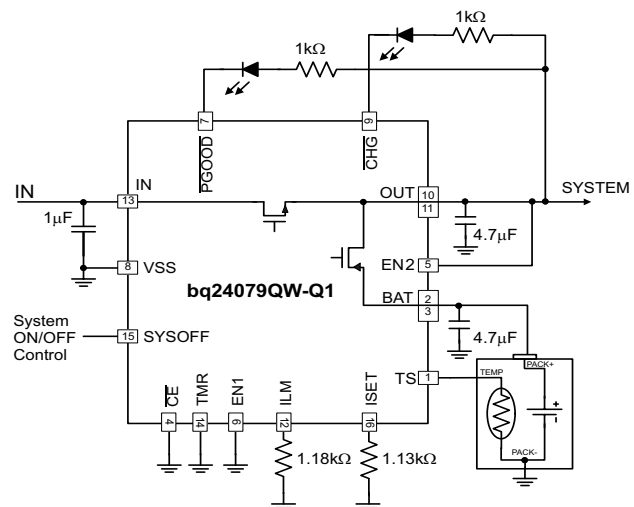 1kΩ
1kΩ
7
9
PGOOD
CHG
IN
IN
13
OUT
10
11
SYSTEM
1µF
4.7µF
8
VSS
EN2
5
bq24079QW-Q1
BAT
2
3
System
ON/OFF
Control
15
SYSOFF
4.7µF
PACK+
TS
1
TEMP
+
-
PACK-
CE
TMR
EN1
ILM
ISET
4
14
6
12
16
1.18kΩ
1.13kΩ